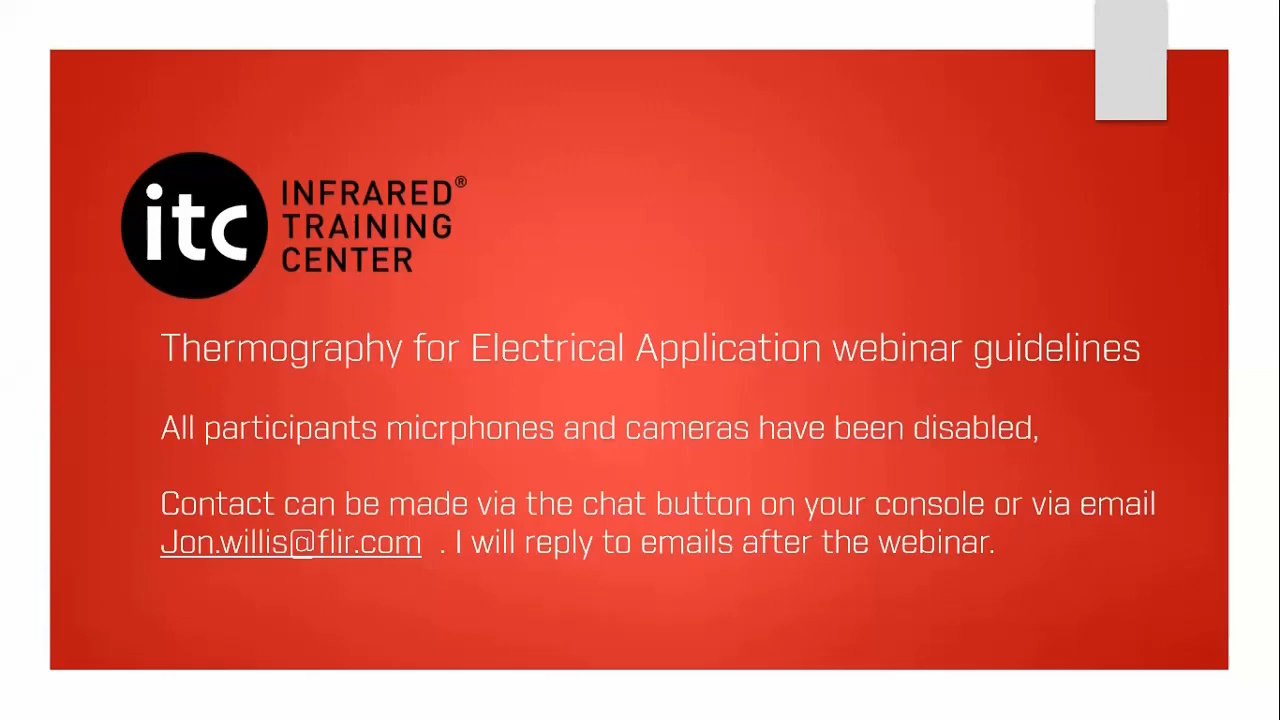 itc
INFRARED®
TRAINING
CENTER
Thermography for Electrical Application webinar guidelines
All participants micrphones and cameras have been disabled,
Contact can be made via the chat button on your console or via email
Jon.willis@flir.com . I will reply to emails after the webinar.